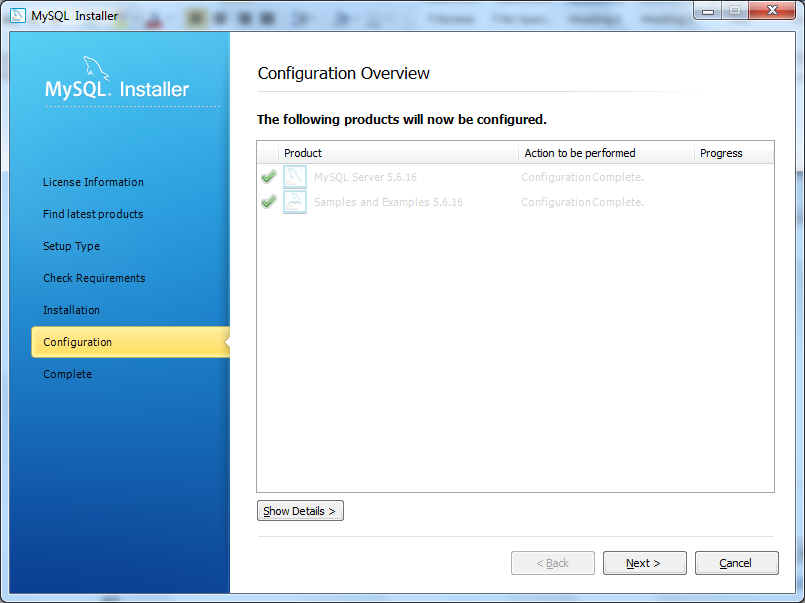 MySQL Installer
MySQL. Installer
License Information
Find latest products
Setup Type
Check Requirements
Installation
Configuration
Complete
Configuration Overview
The following products will now be configured.
Product Action to be performed Progress
MySQL Server 5.6.16 Configuration Complete.
Samples and Examples 5.6.16 Configuration Complete.
Show Details >
< Back Next > Cancel